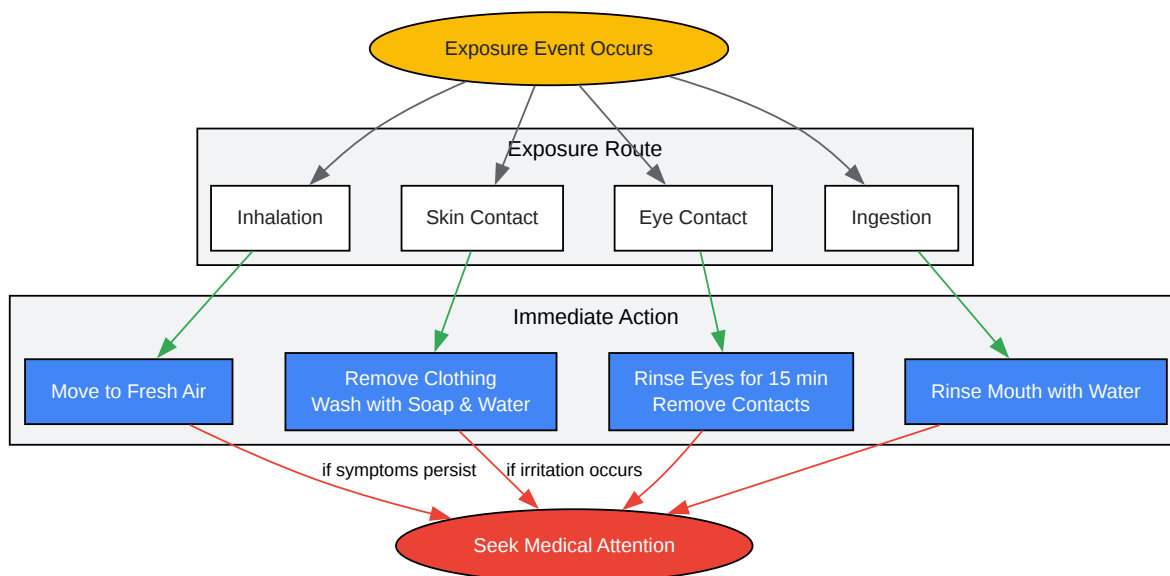 Exposure Event Occurs
Exposure Route
Inhalation
Skin Contact
Eye Contact
Ingestion
Immediate Action
Move to Fresh Air
Remove Clothing
Wash with Soap & Water
Rinse Eyes for 15 min
Remove Contacts
Rinse Mouth with Water
if symptoms persist
if irritation occurs
Seek Medical Attention